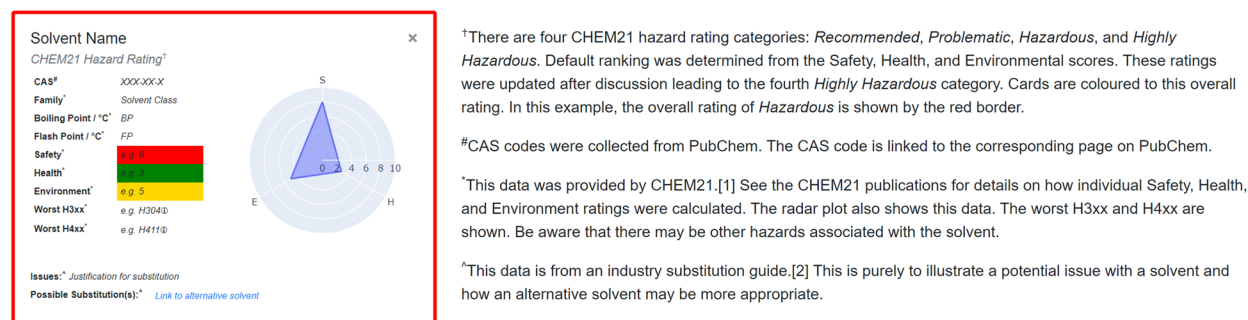 Solvent Name ×
CHEM21 Hazard Rating†
CAS# XXX-XX-X
Family* Solvent Class
Boiling Point / °C* BP
Flash Point / °C* FP
Safety* e.g. 8
Health* e.g. 3
Environment* e.g. 5
Worst H3xx* e.g. H304①
Worst H4xx* e.g. H411①
S
0 2 4 6 8 10
E H
Issues:^ Justification for substitution
Possible Substitution(s):^ Link to alternative solvent
†There are four CHEM21 hazard rating categories: Recommended, Problematic, Hazardous, and Highly
Hazardous. Default ranking was determined from the Safety, Health, and Environmental scores. These ratings
were updated after discussion leading to the fourth Highly Hazardous category. Cards are coloured to this overall
rating. In this example, the overall rating of Hazardous is shown by the red border.
#CAS codes were collected from PubChem. The CAS code is linked to the corresponding page on PubChem.
*This data was provided by CHEM21.[1] See the CHEM21 publications for details on how individual Safety, Health,
and Environment ratings were calculated. The radar plot also shows this data. The worst H3xx and H4xx are
shown. Be aware that there may be other hazards associated with the solvent.
^This data is from an industry substitution guide.[2] This is purely to illustrate a potential issue with a solvent and
how an alternative solvent may be more appropriate.